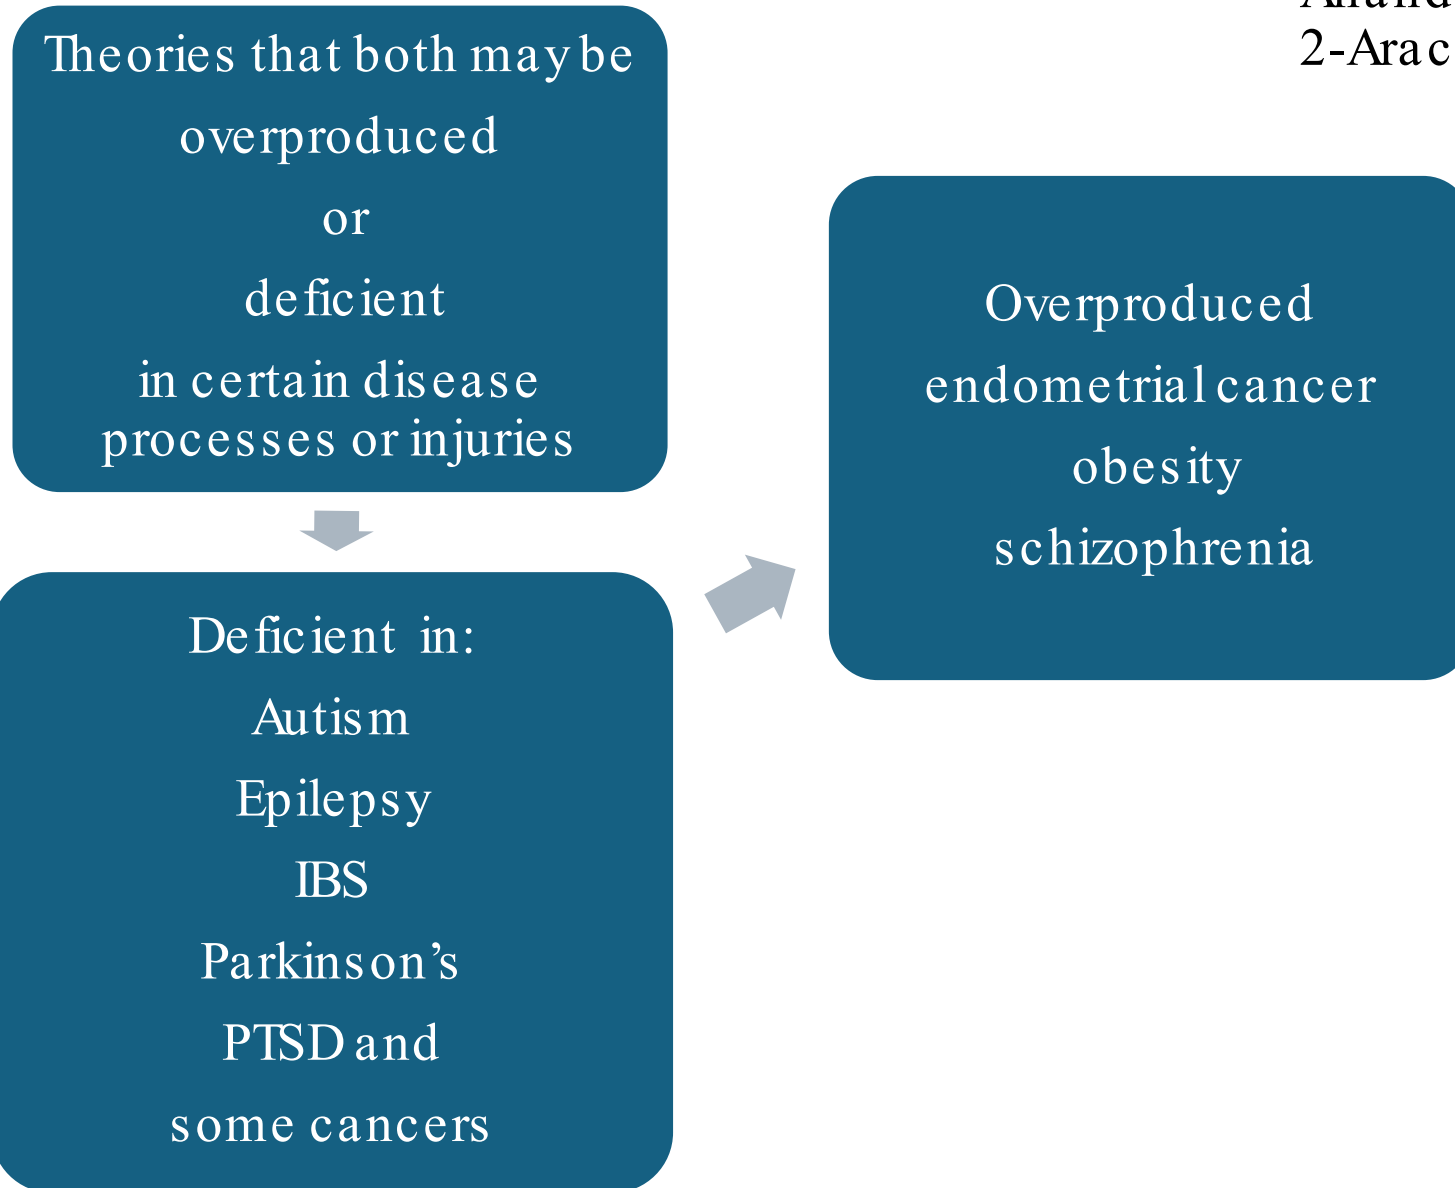 2-Arac
Theories that both may be
overproduced
or
deficient
in certain disease
processes or injuries
Deficient in:
Autism
Epilepsy
IBS
Parkinson’s
PTSD and
some cancers
Overproduced
endometrial cancer
obesity
schizophrenia